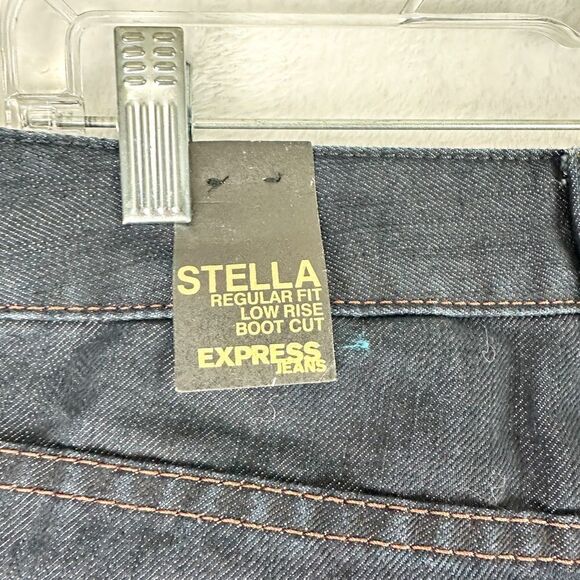 STELLA
REGULAR FIT
LOW RISE
BOOT CUT
EXPRESS
JEANS